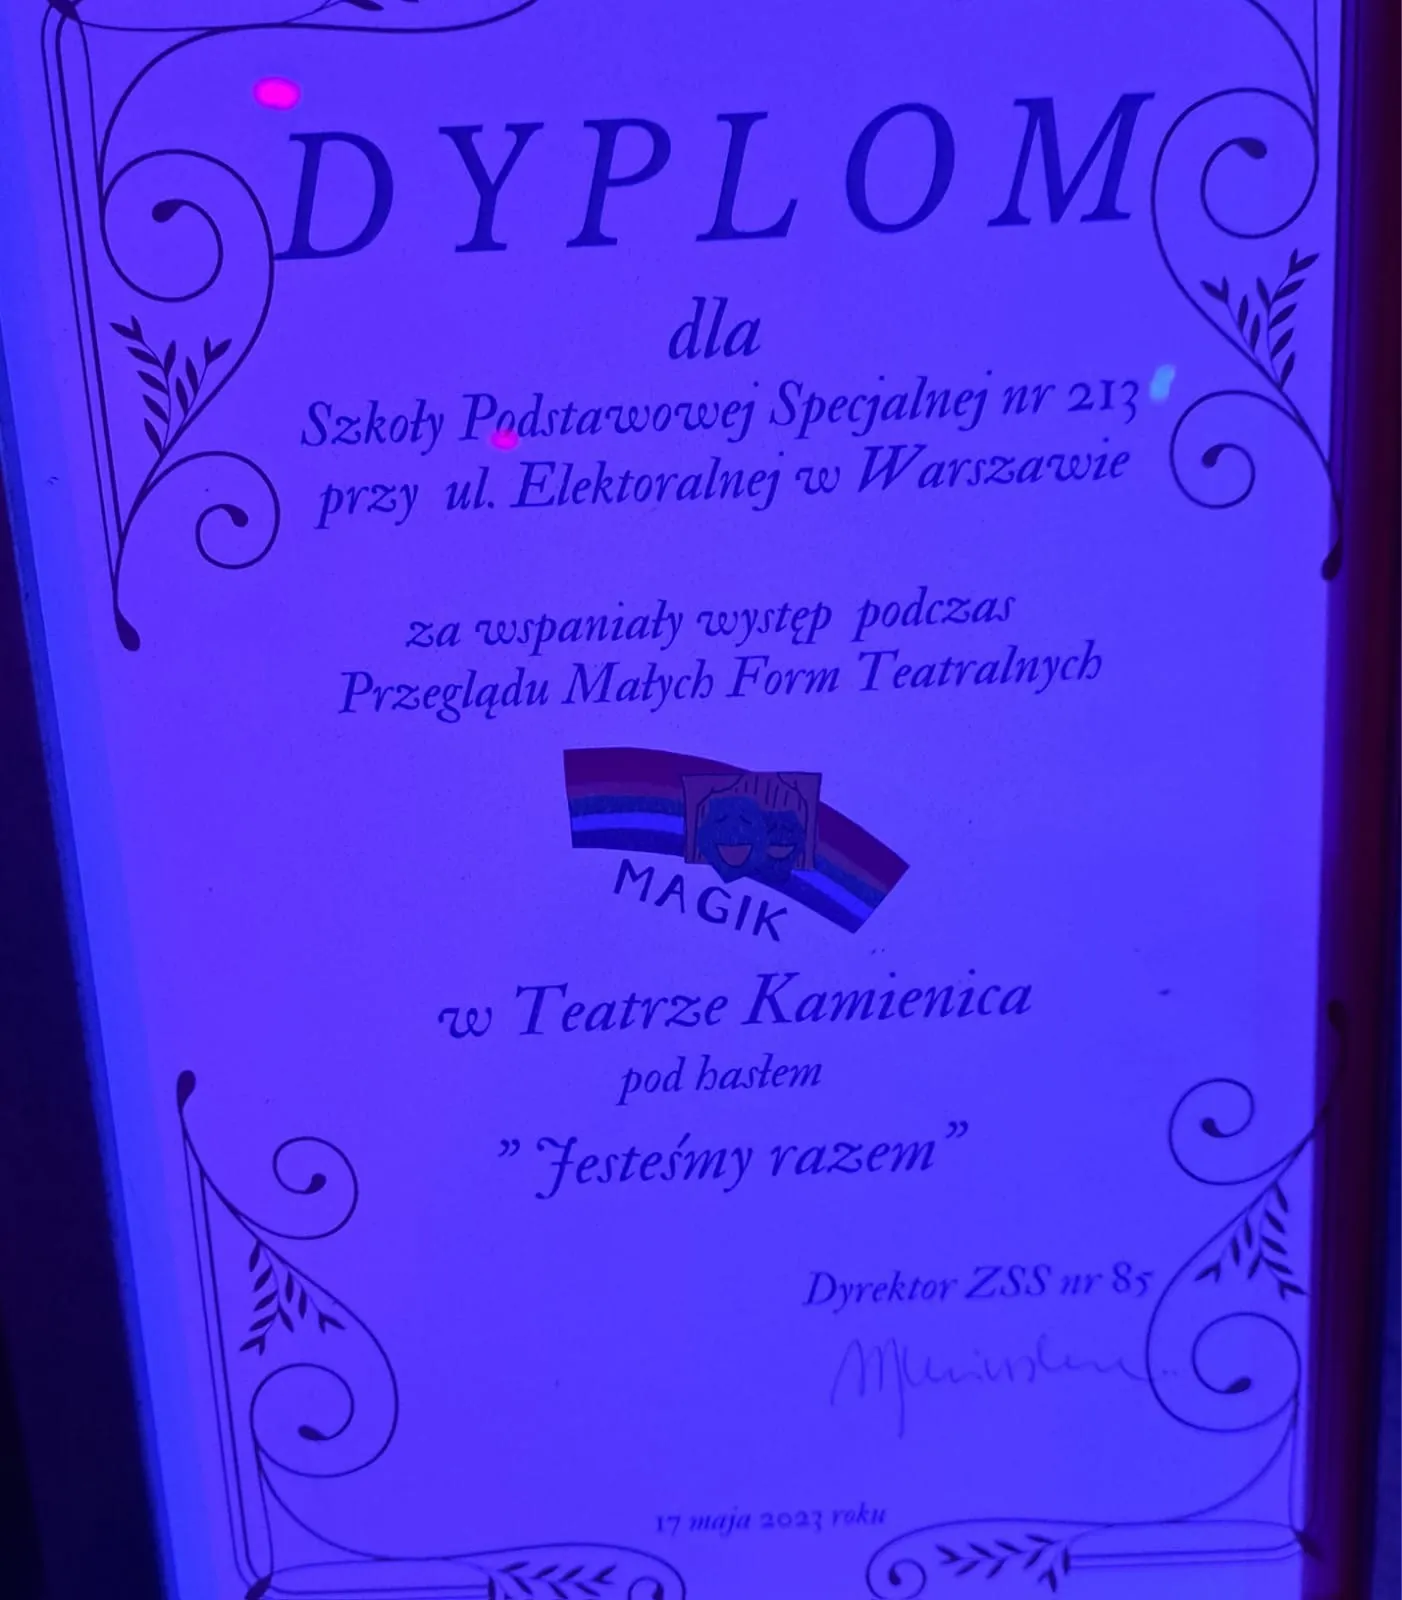 DYPLOM
dla
Szkoły Podstawowej Specjalnej nr 213
przy ul. Elektoralnej w Warszawie
za wspaniały występ podczas
Przeglądu Małych Form Teatralnych
MAGIK
w Teatrze Kamienica
pod hasłem
”Jesteśmy razem”
Dyrektor ZSS nr 85
17 maja 2023 roku